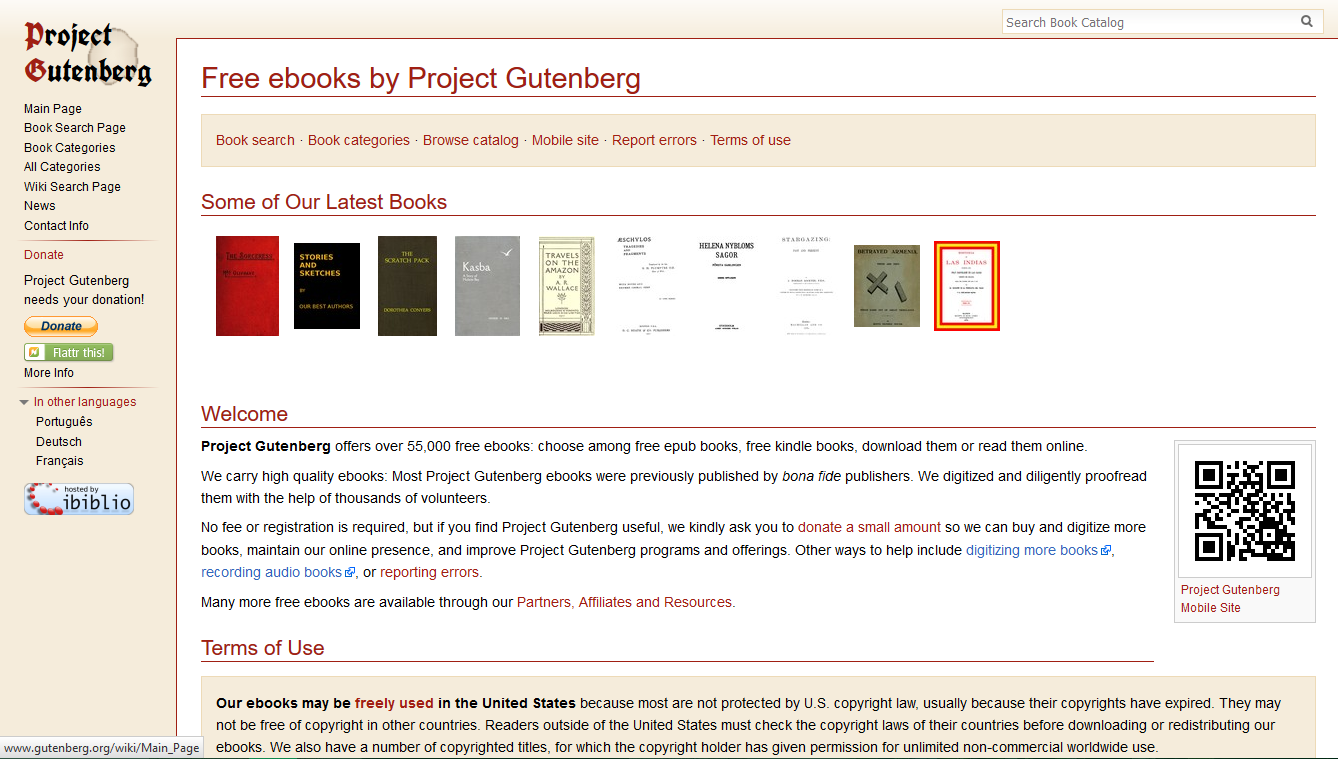 Project
Gutenberg
Search Book Catalog
Main Page
Book Search Page
Book Categories
All Categories
Wiki Search Page
News
Contact Info
Donate
Project Gutenberg
needs your donation!
Donate
Flattr this!
More Info
In other languages
Português
Deutsch
Français
hosted by
ibiblio
Free ebooks by Project Gutenberg
Book search · Book categories · Browse catalog · Mobile site · Report errors · Terms of use
Some of Our Latest Books
STORIES
AND
SKETCHES
BY
OUR BEST AUTHORS
THE
SCRATCH PACK
DOROTHEA CONYERS
Kasba
TRAVELS
ON THE
AMAZON
BY
A. R.
WALLACE
ÆSCHYLOS
TRAGEDIES
AND
FRAGMENTS
HELENA NYBLOMS
SAGOR
STARGAZING:
BETRAYED ARMENIA
LAS INDIAS
Welcome
Project Gutenberg offers over 55,000 free ebooks: choose among free epub books, free kindle books, download them or read them online.
We carry high quality ebooks: Most Project Gutenberg ebooks were previously published by bona fide publishers. We digitized and diligently proofread
them with the help of thousands of volunteers.
No fee or registration is required, but if you find Project Gutenberg useful, we kindly ask you to donate a small amount so we can buy and digitize more
books, maintain our online presence, and improve Project Gutenberg programs and offerings. Other ways to help include digitizing more books,
recording audio books, or reporting errors.
Many more free ebooks are available through our Partners, Affiliates and Resources.
Project Gutenberg
Mobile Site
Terms of Use
Our ebooks may be freely used in the United States because most are not protected by U.S. copyright law, usually because their copyrights have expired. They may
not be free of copyright in other countries. Readers outside of the United States must check the copyright laws of their countries before downloading or redistributing our
ebooks. We also have a number of copyrighted titles, for which the copyright holder has given permission for unlimited non-commercial worldwide use.
www.gutenberg.org/wiki/Main_Page